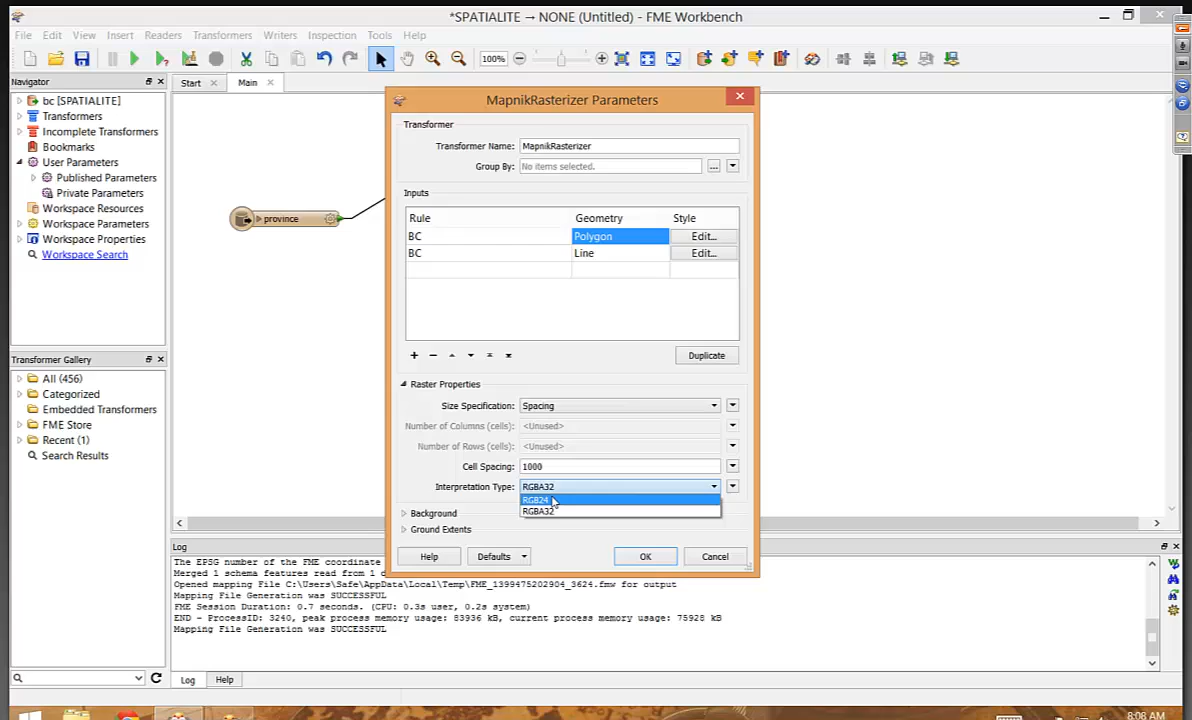 *SPATIALITE → NONE (Untitled) - FME Workbench
File Edit View Insert Readers Transformers Writers Inspection Tools Help
100%
Navigator
Start Main
bc [SPATIALITE]
Transformers
Incomplete Transformers
Bookmarks
User Parameters
Published Parameters
Private Parameters
Workspace Resources
Workspace Parameters
Workspace Properties
Workspace Search
province
MapnikRasterizer Parameters
Transformer
Transformer Name: MapnikRasterizer
Group By: No items selected.
Inputs
Rule Geometry Style
BC Polygon Edit...
BC Line Edit...
Duplicate
Raster Properties
Size Specification: Spacing
Number of Columns (cells): <Unused>
Number of Rows (cells): <Unused>
Cell Spacing: 1000
Interpretation Type: RGBA32
RGB24
RGBA32
Background
Ground Extents
Help Defaults OK Cancel
Transformer Gallery
All (456)
Categorized
Embedded Transformers
FME Store
Recent (1)
Search Results
Log
The EPSG number of the FME coordinate
Merged 1 schema features read from 1 d
Opened mapping File C:\Users\Safe\AppData\Local\Temp\FME_1399475202904_3624.fmw for output
Mapping File Generation was SUCCESSFUL
FME Session Duration: 0.7 seconds. (CPU: 0.3s user, 0.2s system)
END - ProcessID: 3240, peak process memory usage: 83936 kB, current process memory usage: 75928 kB
Mapping File Generation was SUCCESSFUL
Log Help
8:08 AM